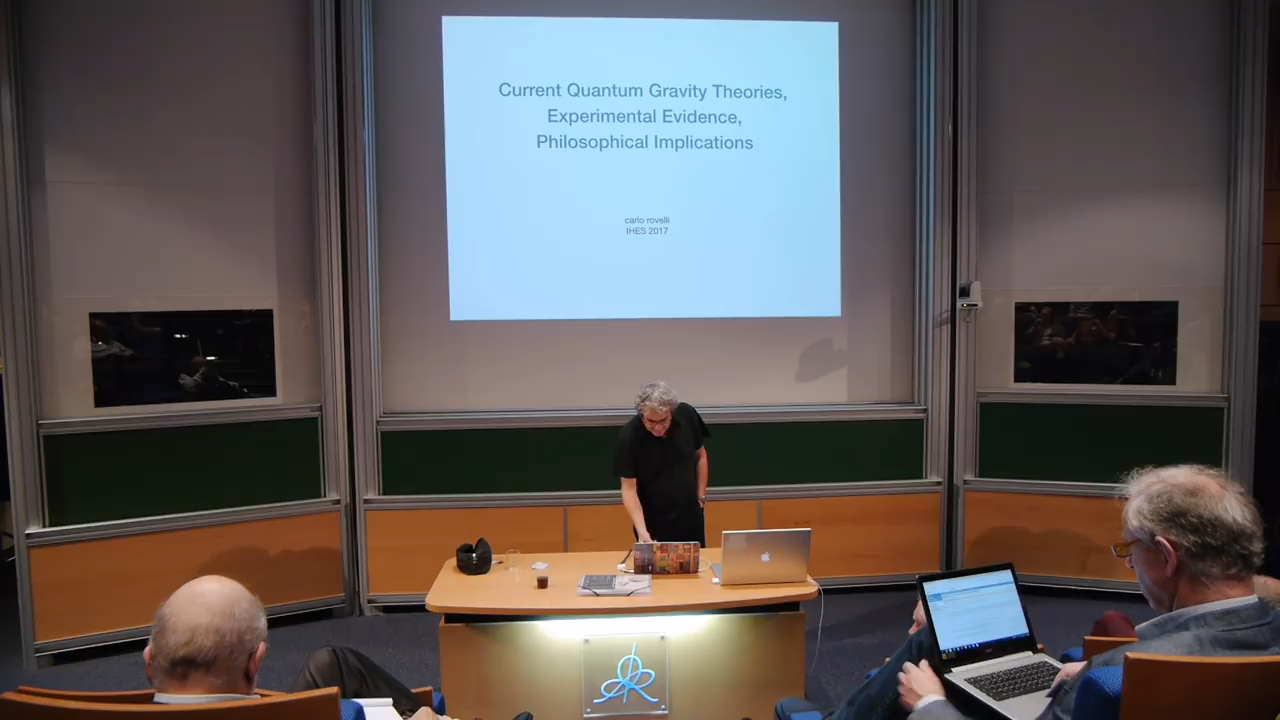 Current Quantum Gravity Theories,
Experimental Evidence,
Philosophical Implications
carlo rovelli
IHES 2017